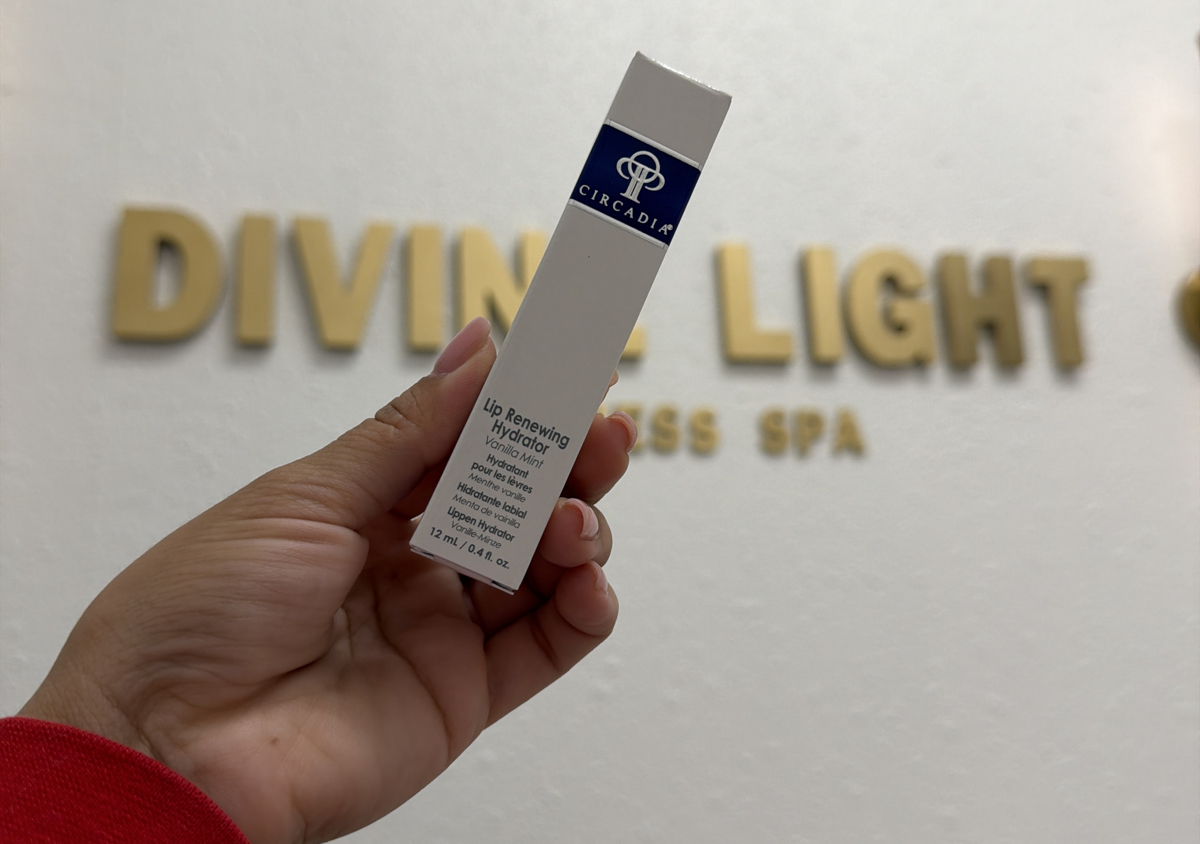 DIVINE LIGHT
SPA
CIRCADIA®
Lip Renewing
Hydrator
Vanilla Mint
Hydratant
pour les lèvres
Menthe vanille
Hidratante labial
Menta de vainilla
Lippen Hydrator
Vanille-Minze
12 mL / 0.4 fl. oz.